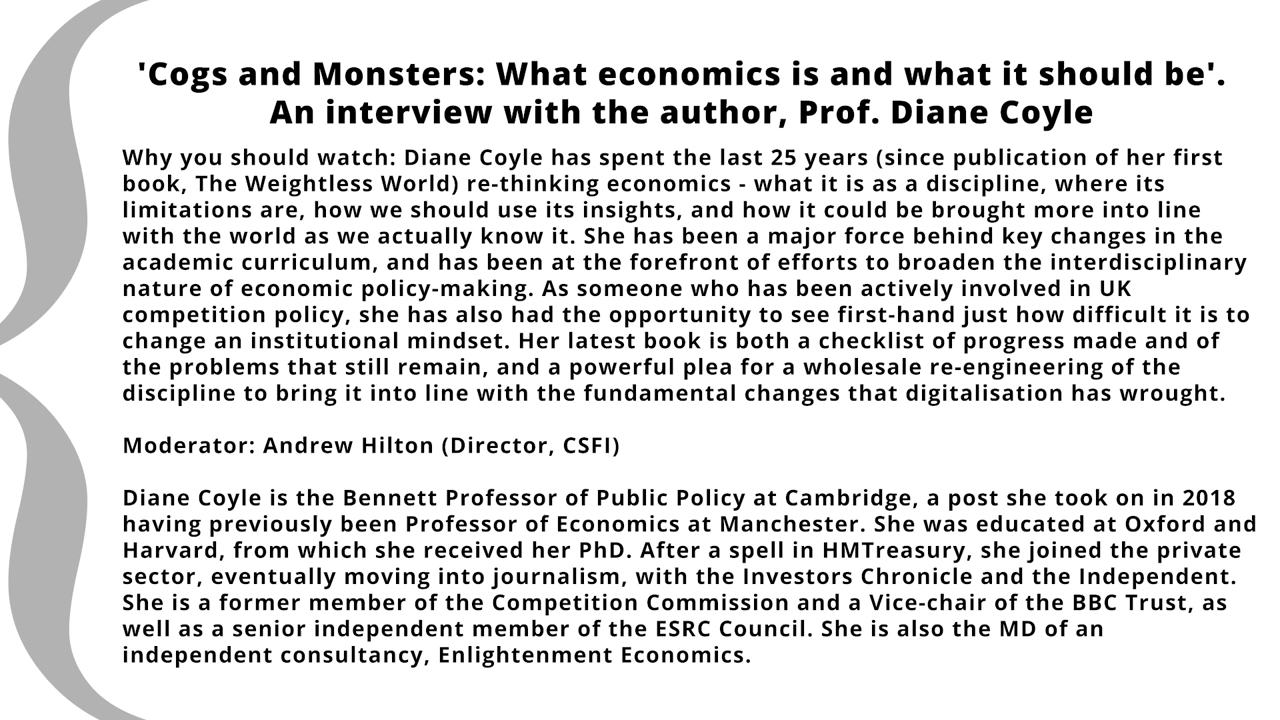 'Cogs and Monsters: What economics is and what it should be'.
An interview with the author, Prof. Diane Coyle
Why you should watch: Diane Coyle has spent the last 25 years (since publication of her first
book, The Weightless World) re-thinking economics - what it is as a discipline, where its
limitations are, how we should use its insights, and how it could be brought more into line
with the world as we actually know it. She has been a major force behind key changes in the
academic curriculum, and has been at the forefront of efforts to broaden the interdisciplinary
nature of economic policy-making. As someone who has been actively involved in UK
competition policy, she has also had the opportunity to see first-hand just how difficult it is to
change an institutional mindset. Her latest book is both a checklist of progress made and of
the problems that still remain, and a powerful plea for a wholesale re-engineering of the
discipline to bring it into line with the fundamental changes that digitalisation has wrought.
Moderator: Andrew Hilton (Director, CSFI)
Diane Coyle is the Bennett Professor of Public Policy at Cambridge, a post she took on in 2018
having previously been Professor of Economics at Manchester. She was educated at Oxford and
Harvard, from which she received her PhD. After a spell in HMTreasury, she joined the private
sector, eventually moving into journalism, with the Investors Chronicle and the Independent.
She is a former member of the Competition Commission and a Vice-chair of the BBC Trust, as
well as a senior independent member of the ESRC Council. She is also the MD of an
independent consultancy, Enlightenment Economics.